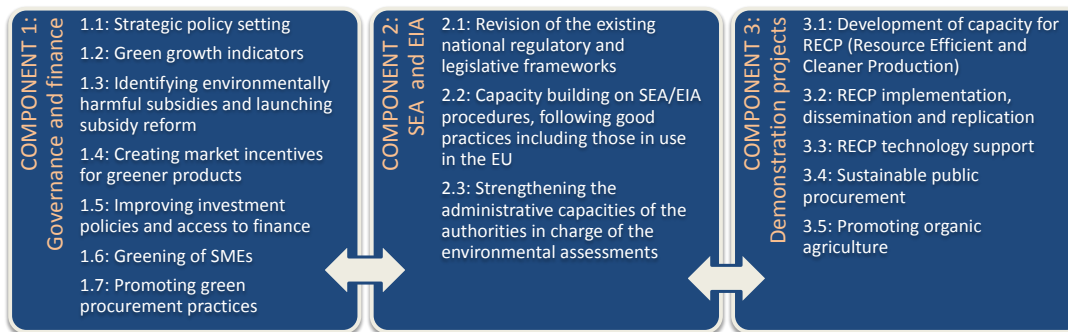 COMPONENT 1:
Governance and finance
1.1: Strategic policy setting
1.2: Green growth indicators
1.3: Identifying environmentally
harmful subsidies and launching
subsidy reform
1.4: Creating market incentives
for greener products
1.5: Improving investment
policies and access to finance
1.6: Greening of SMEs
1.7: Promoting green
procurement practices
COMPONENT 2:
SEA and EIA
2.1: Revision of the existing
national regulatory and
legislative frameworks
2.2: Capacity building on SEA/EIA
procedures, following good
practices including those in use
in the EU
2.3: Strengthening the
administrative capacities of the
authorities in charge of the
environmental assessments
COMPONENT 3:
Demonstration projects
3.1: Development of capacity for
RECP (Resource Efficient and
Cleaner Production)
3.2: RECP implementation,
dissemination and replication
3.3: RECP technology support
3.4: Sustainable public
procurement
3.5: Promoting organic
agriculture